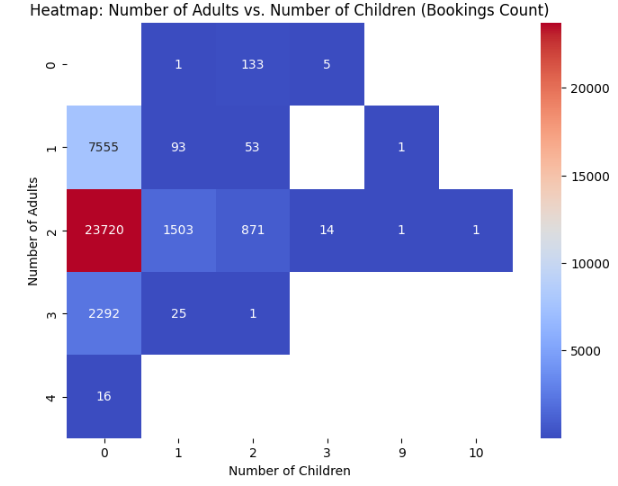 Heatmap: Number of Adults vs. Number of Children (Bookings Count)
0 1 133 5
20000
1 7555 93 53 1
15000
Number of Adults
2 23720 1503 871 14 1 1
10000
3 2292 25 1
5000
4 16
0 1 2 3 9 10
Number of Children